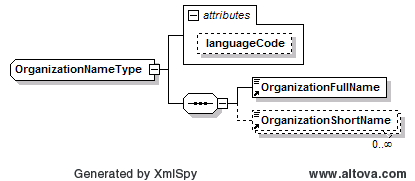 attributes
languageCode
OrganizationNameType
OrganizationFullName
OrganizationShortName
0..∞
Generated by XmlSpy
www.altova.com